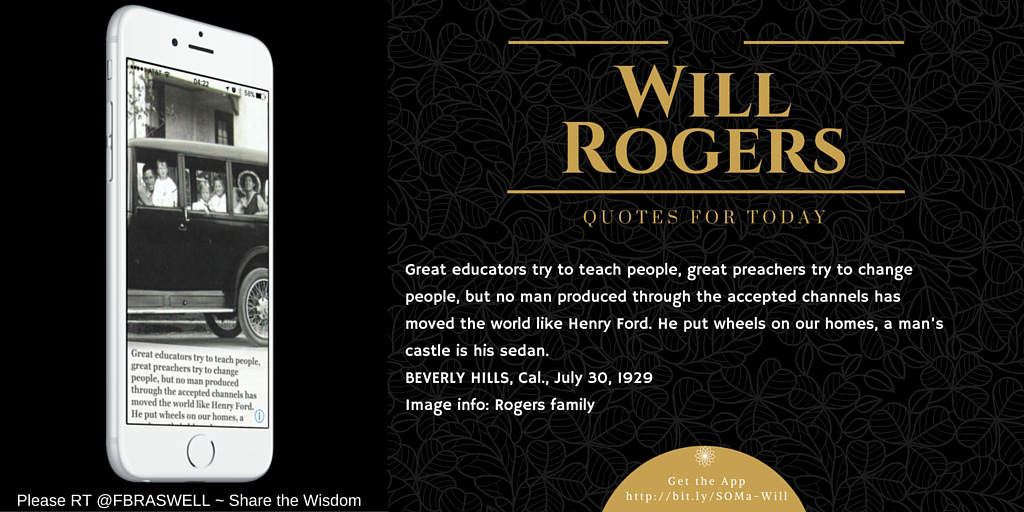 AT&T
04:22
58%
Great educators try to teach people,
great preachers try to change
people, but no man produced
through the accepted channels has
moved the world like Henry Ford.
He put wheels on our homes, a
Please RT @FBRASWELL ~ Share the Wisdom
WILL
ROGERS
QUOTES FOR TODAY
Great educators try to teach people, great preachers try to change
people, but no man produced through the accepted channels has
moved the world like Henry Ford. He put wheels on our homes, a man's
castle is his sedan.
BEVERLY HILLS, Cal., July 30, 1929
Image info: Rogers family
Get the App
http://bit.ly/SOMa-Will